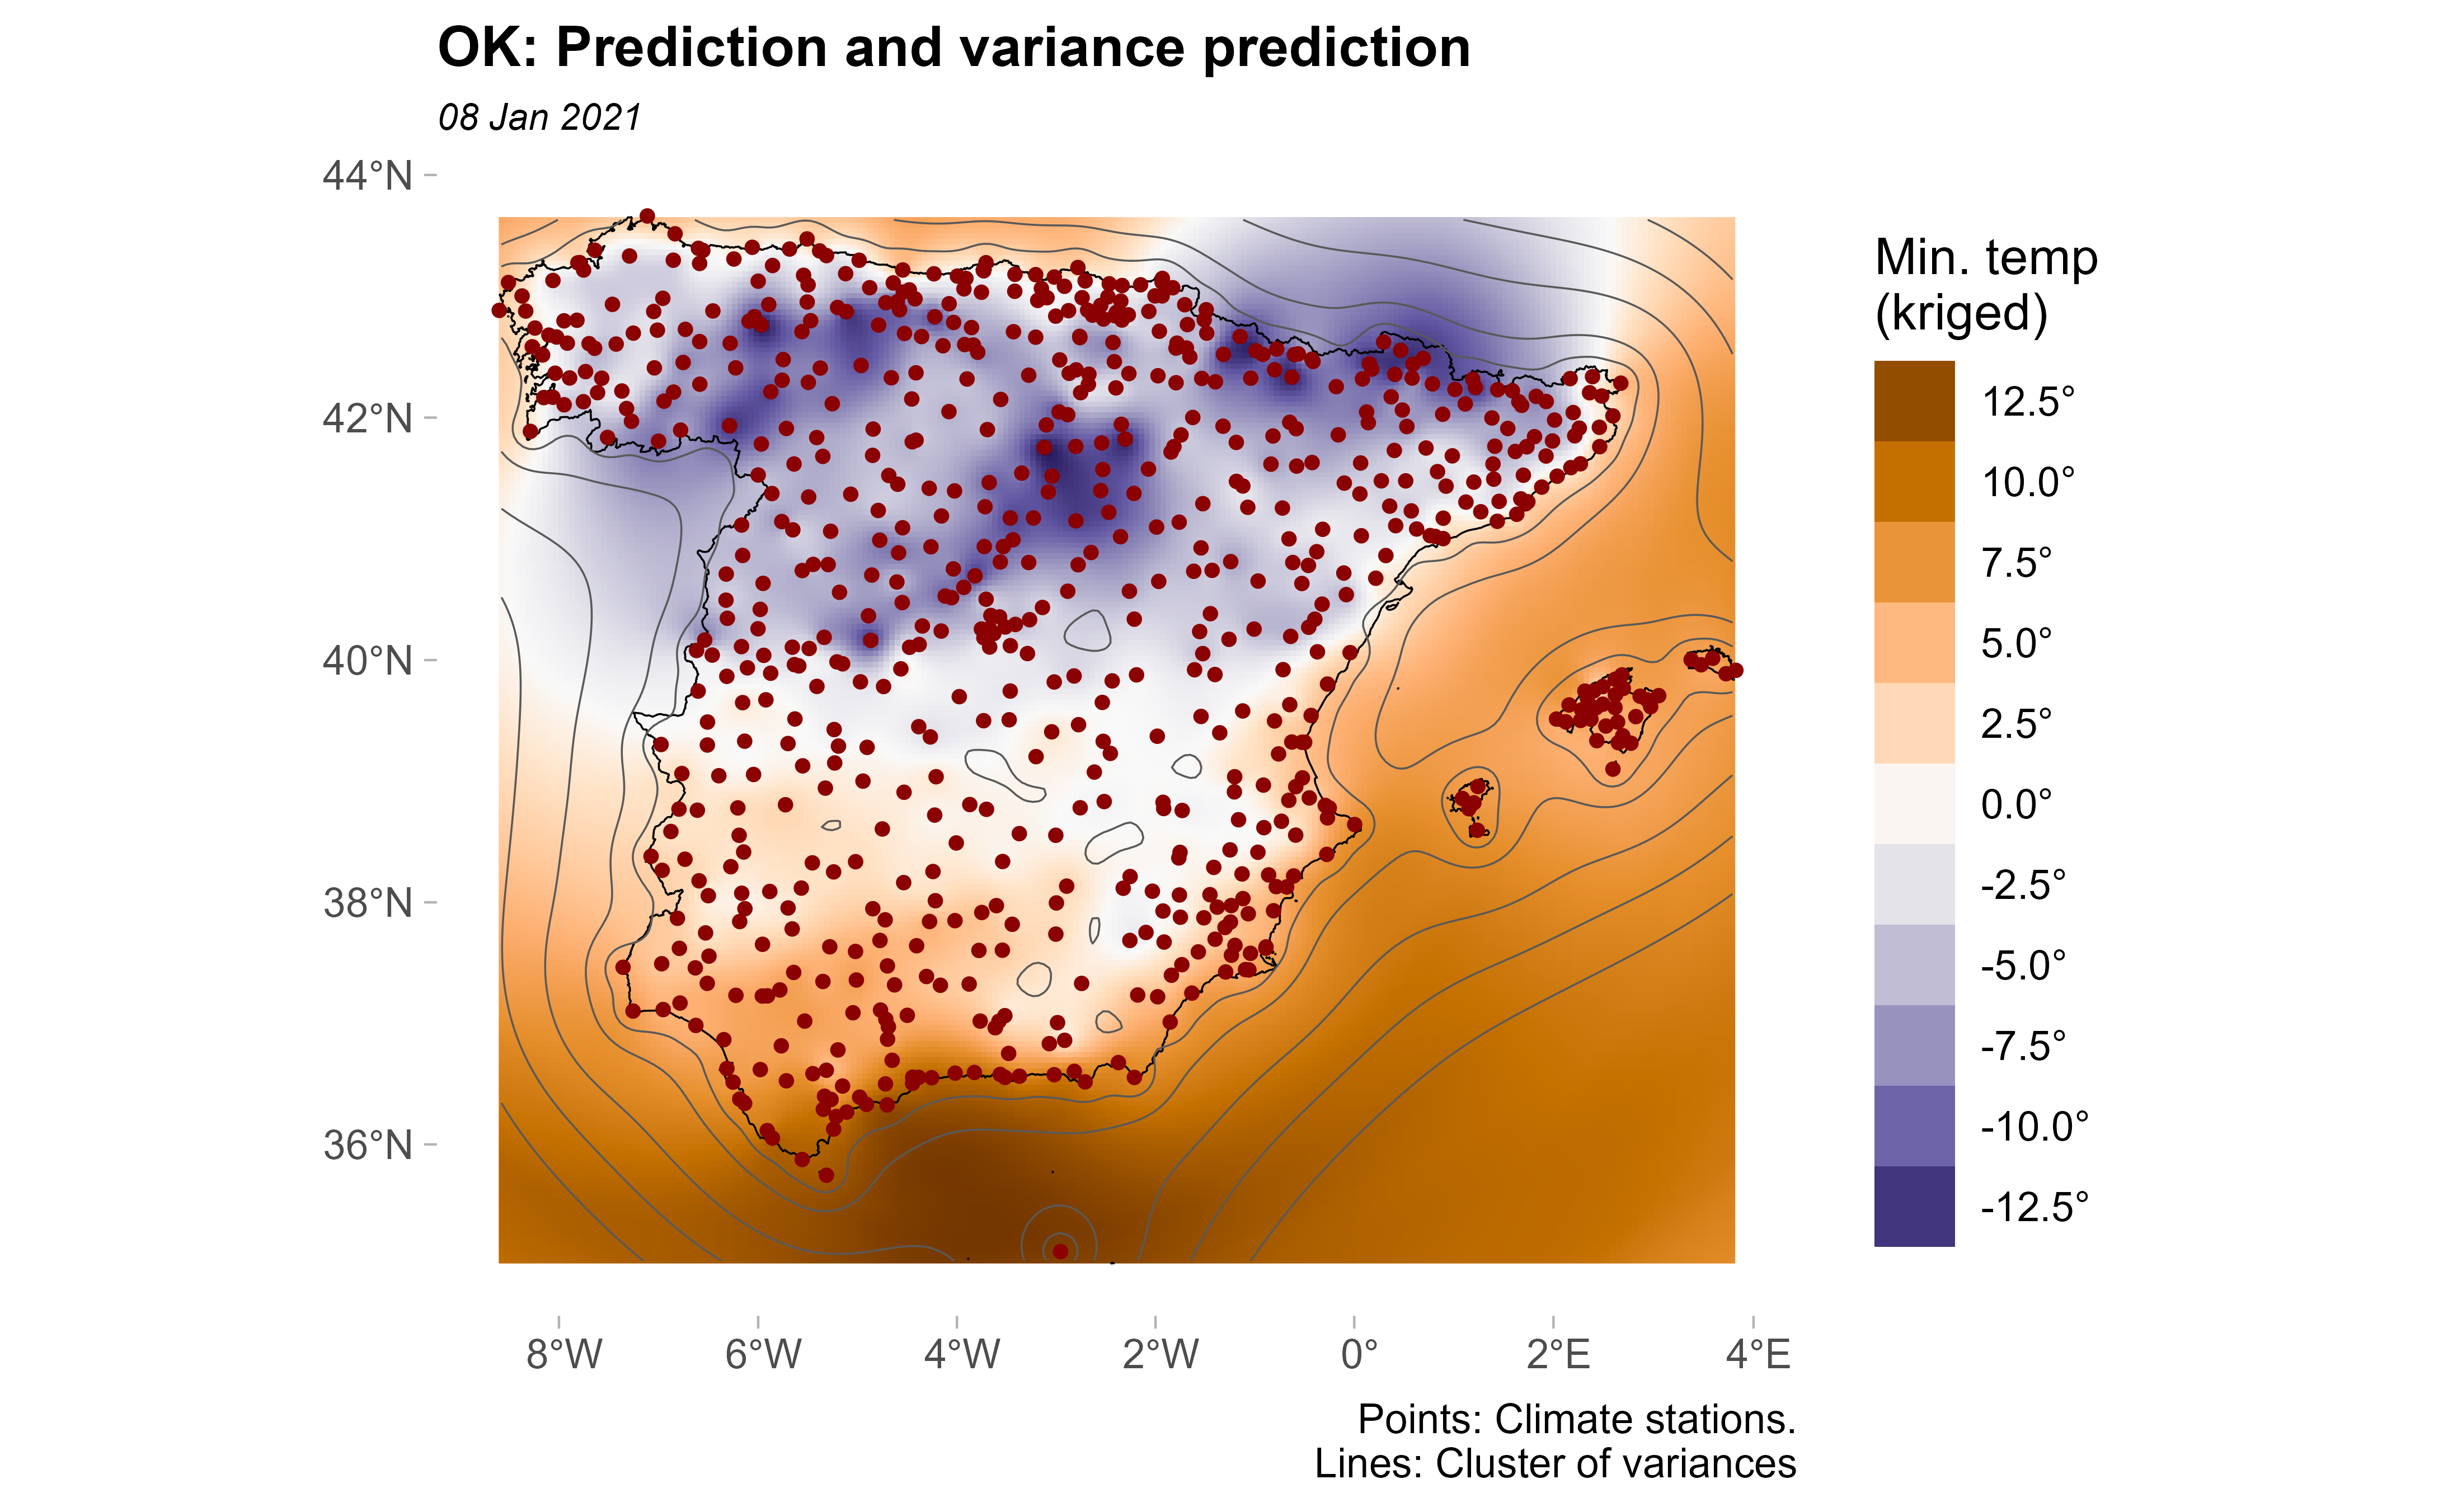 OK: Prediction and variance prediction
08 Jan 2021
44°N
42°N
40°N
38°N
36°N
8°W 6°W 4°W 2°W 0° 2°E 4°E
Min. temp
(kriged)
12.5°
10.0°
7.5°
5.0°
2.5°
0.0°
-2.5°
-5.0°
-7.5°
-10.0°
-12.5°
Points: Climate stations.
Lines: Cluster of variances